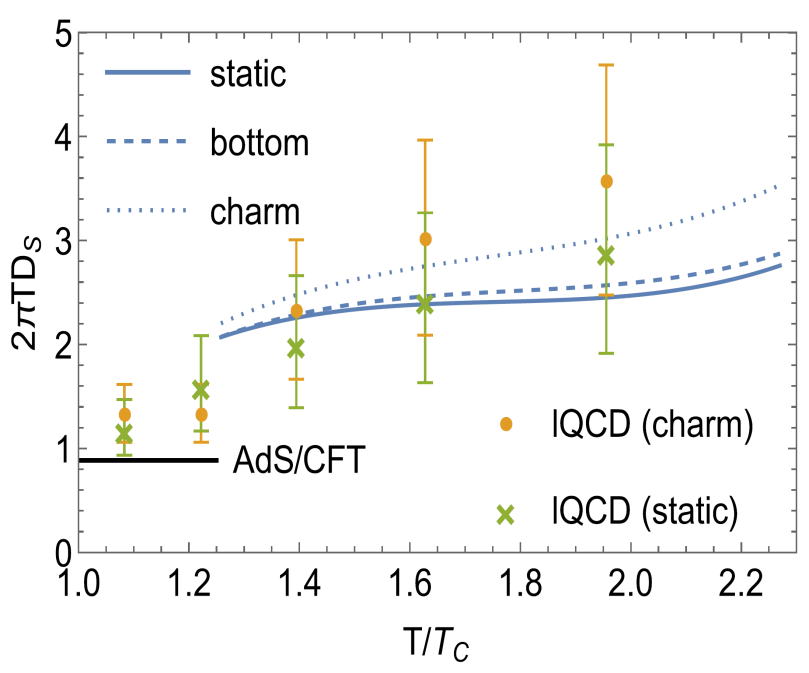 5
static
4
bottom
charm
3
2πTD_S
2
lQCD (charm)
1
AdS/CFT
lQCD (static)
0
1.0 1.2 1.4 1.6 1.8 2.0 2.2
T/T_C